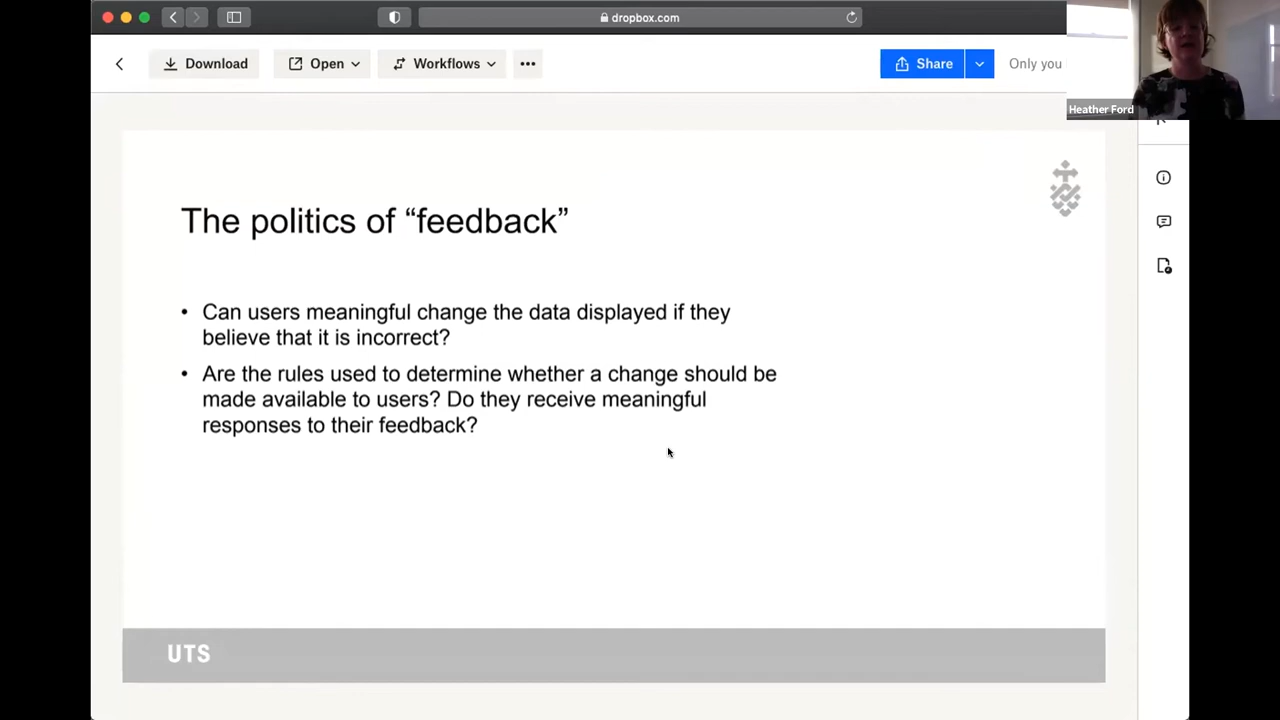 dropbox.com
Download
Open
Workflows
Share
Only you
Heather Ford
The politics of “feedback”
• Can users meaningful change the data displayed if they
believe that it is incorrect?
• Are the rules used to determine whether a change should be
made available to users? Do they receive meaningful
responses to their feedback?
UTS